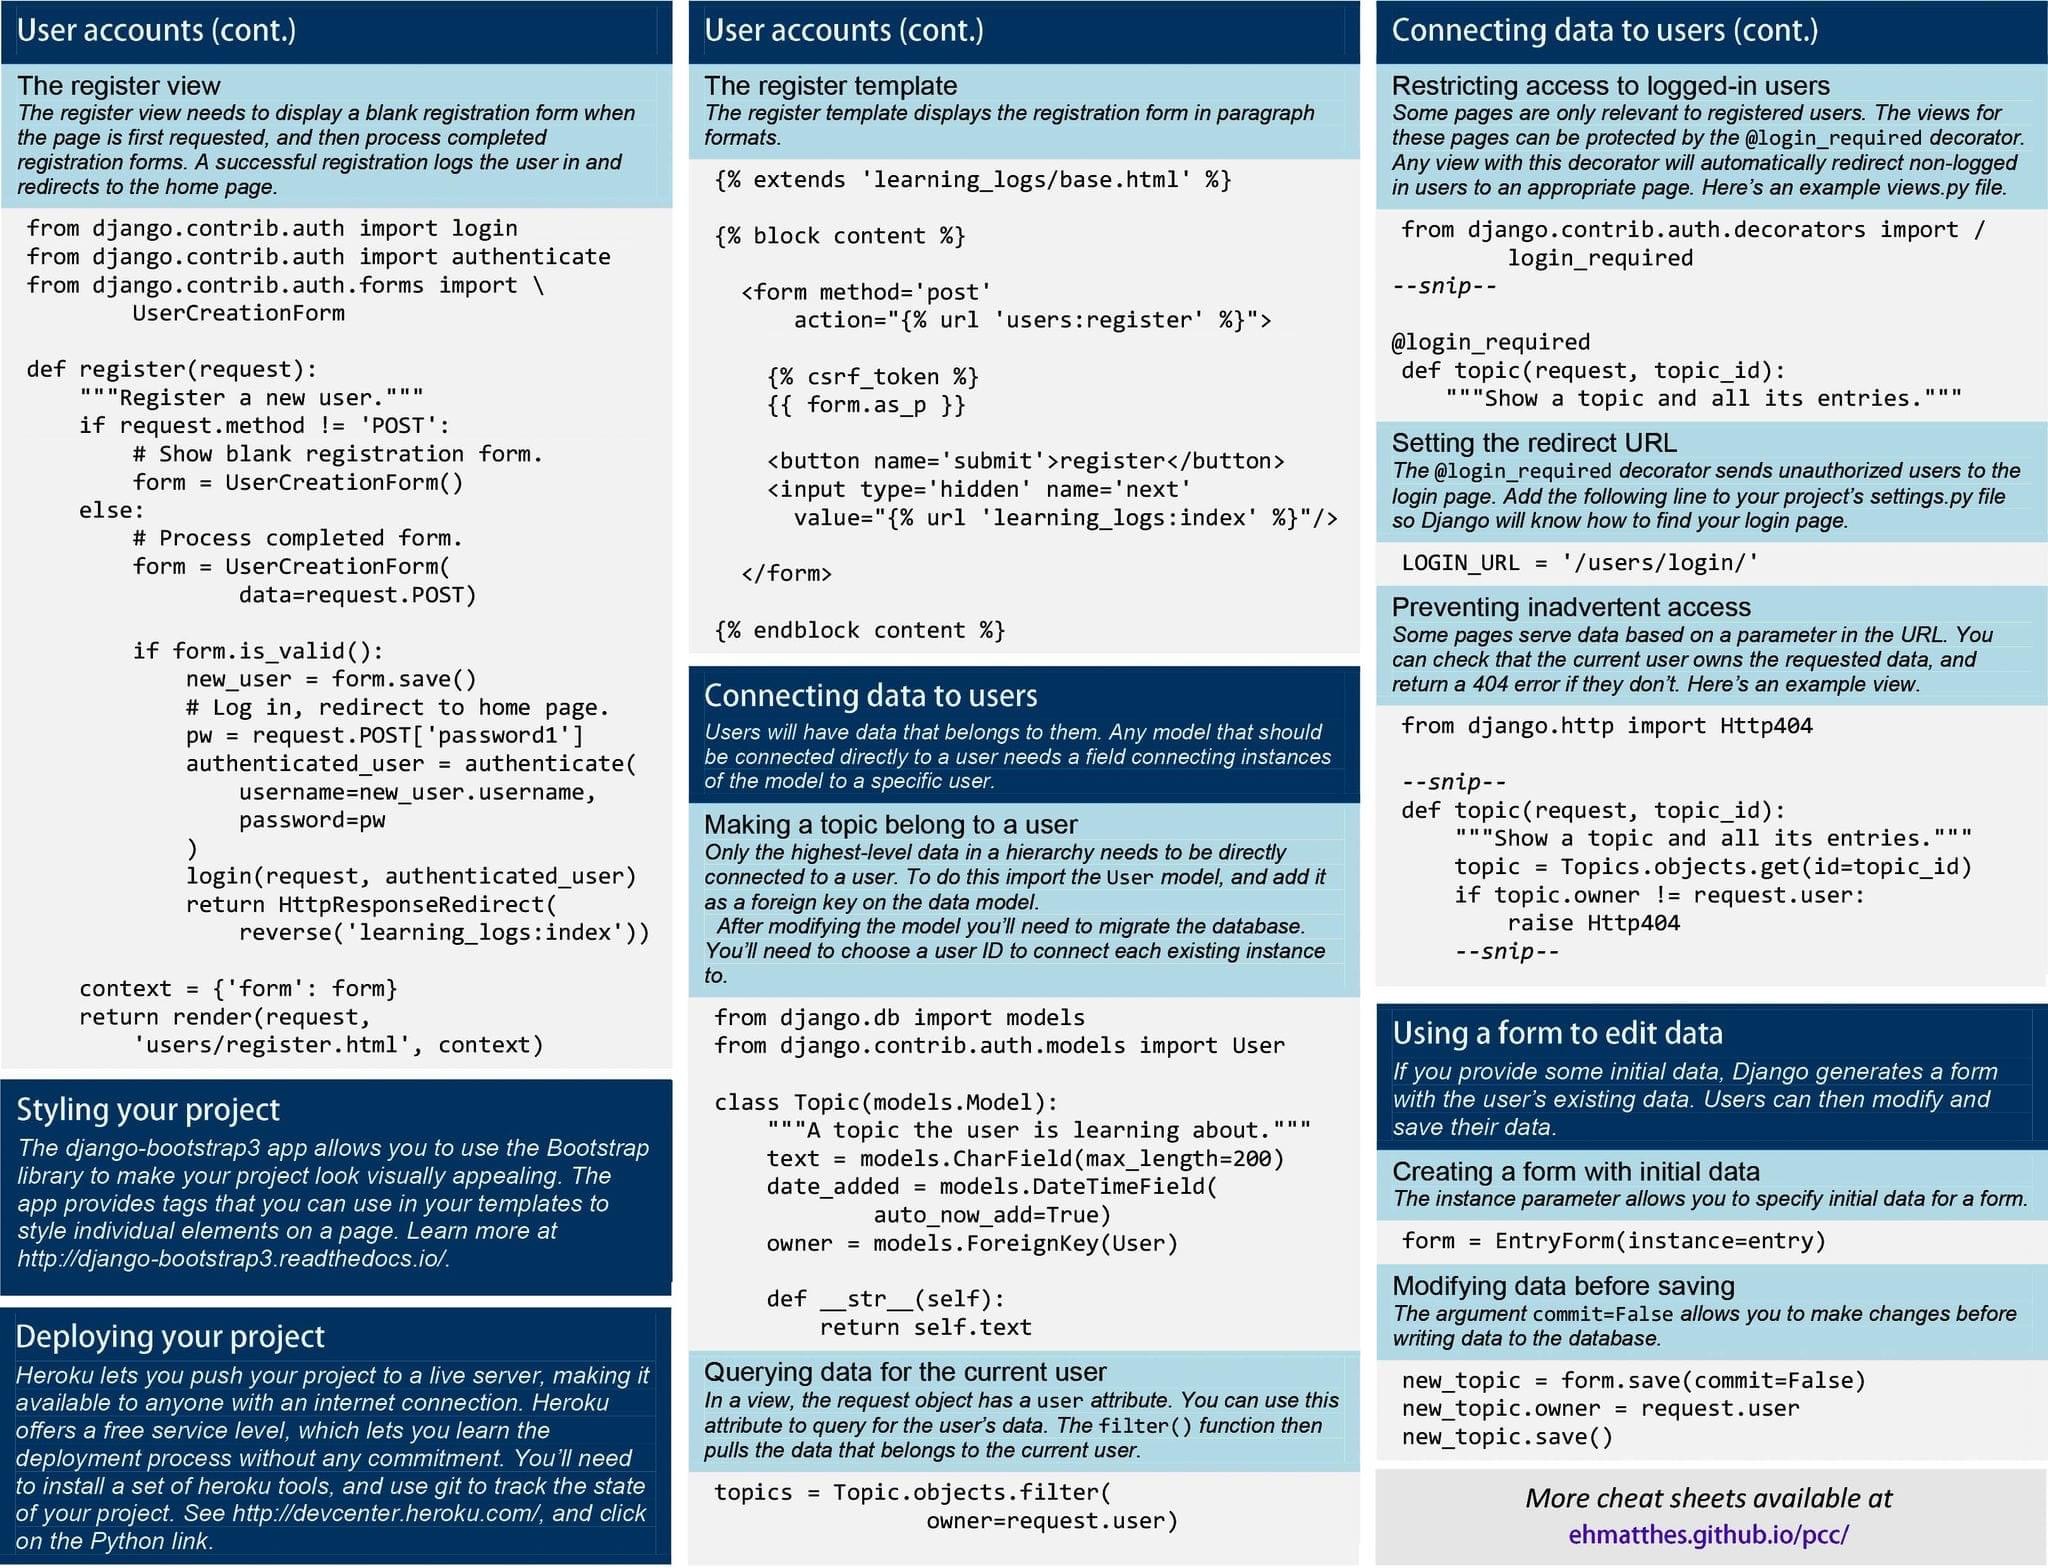 User accounts (cont.)
The register view
The register view needs to display a blank registration form when
the page is first requested, and then process completed
registration forms. A successful registration logs the user in and
redirects to the home page.
from django.contrib.auth import login
from django.contrib.auth import authenticate
from django.contrib.auth.forms import \
        UserCreationForm

def register(request):
    """Register a new user."""
    if request.method != 'POST':
        # Show blank registration form.
        form = UserCreationForm()
    else:
        # Process completed form.
        form = UserCreationForm(
                data=request.POST)

        if form.is_valid():
            new_user = form.save()
            # Log in, redirect to home page.
            pw = request.POST['password1']
            authenticated_user = authenticate(
                username=new_user.username,
                password=pw
            )
            login(request, authenticated_user)
            return HttpResponseRedirect(
                reverse('learning_logs:index'))

    context = {'form': form}
    return render(request,
        'users/register.html', context)
Styling your project
The django-bootstrap3 app allows you to use the Bootstrap
library to make your project look visually appealing. The
app provides tags that you can use in your templates to
style individual elements on a page. Learn more at
http://django-bootstrap3.readthedocs.io/.
Deploying your project
Heroku lets you push your project to a live server, making it
available to anyone with an internet connection. Heroku
offers a free service level, which lets you learn the
deployment process without any commitment. You'll need
to install a set of heroku tools, and use git to track the state
of your project. See http://devcenter.heroku.com/, and click
on the Python link.
User accounts (cont.)
The register template
The register template displays the registration form in paragraph
formats.
{% extends 'learning_logs/base.html' %}

{% block content %}

  <form method='post'
      action="{% url 'users:register' %}">

    {% csrf_token %}
    {{ form.as_p }}

    <button name='submit'>register</button>
    <input type='hidden' name='next'
      value="{% url 'learning_logs:index' %}"/>

  </form>

{% endblock content %}
Connecting data to users
Users will have data that belongs to them. Any model that should
be connected directly to a user needs a field connecting instances
of the model to a specific user.
Making a topic belong to a user
Only the highest-level data in a hierarchy needs to be directly
connected to a user. To do this import the User model, and add it
as a foreign key on the data model.
After modifying the model you'll need to migrate the database.
You'll need to choose a user ID to connect each existing instance
to.
from django.db import models
from django.contrib.auth.models import User

class Topic(models.Model):
    """A topic the user is learning about."""
    text = models.CharField(max_length=200)
    date_added = models.DateTimeField(
            auto_now_add=True)
    owner = models.ForeignKey(User)

    def __str__(self):
        return self.text
Querying data for the current user
In a view, the request object has a user attribute. You can use this
attribute to query for the user's data. The filter() function then
pulls the data that belongs to the current user.
topics = Topic.objects.filter(
                owner=request.user)
Connecting data to users (cont.)
Restricting access to logged-in users
Some pages are only relevant to registered users. The views for
these pages can be protected by the @login_required decorator.
Any view with this decorator will automatically redirect non-logged
in users to an appropriate page. Here's an example views.py file.
from django.contrib.auth.decorators import /
        login_required
--snip--

@login_required
def topic(request, topic_id):
    """Show a topic and all its entries."""
Setting the redirect URL
The @login_required decorator sends unauthorized users to the
login page. Add the following line to your project's settings.py file
so Django will know how to find your login page.
LOGIN_URL = '/users/login/'
Preventing inadvertent access
Some pages serve data based on a parameter in the URL. You
can check that the current user owns the requested data, and
return a 404 error if they don't. Here's an example view.
from django.http import Http404

--snip--
def topic(request, topic_id):
    """Show a topic and all its entries."""
    topic = Topics.objects.get(id=topic_id)
    if topic.owner != request.user:
        raise Http404
    --snip--
Using a form to edit data
If you provide some initial data, Django generates a form
with the user's existing data. Users can then modify and
save their data.
Creating a form with initial data
The instance parameter allows you to specify initial data for a form.
form = EntryForm(instance=entry)
Modifying data before saving
The argument commit=False allows you to make changes before
writing data to the database.
new_topic = form.save(commit=False)
new_topic.owner = request.user
new_topic.save()
More cheat sheets available at
ehmatthes.github.io/pcc/